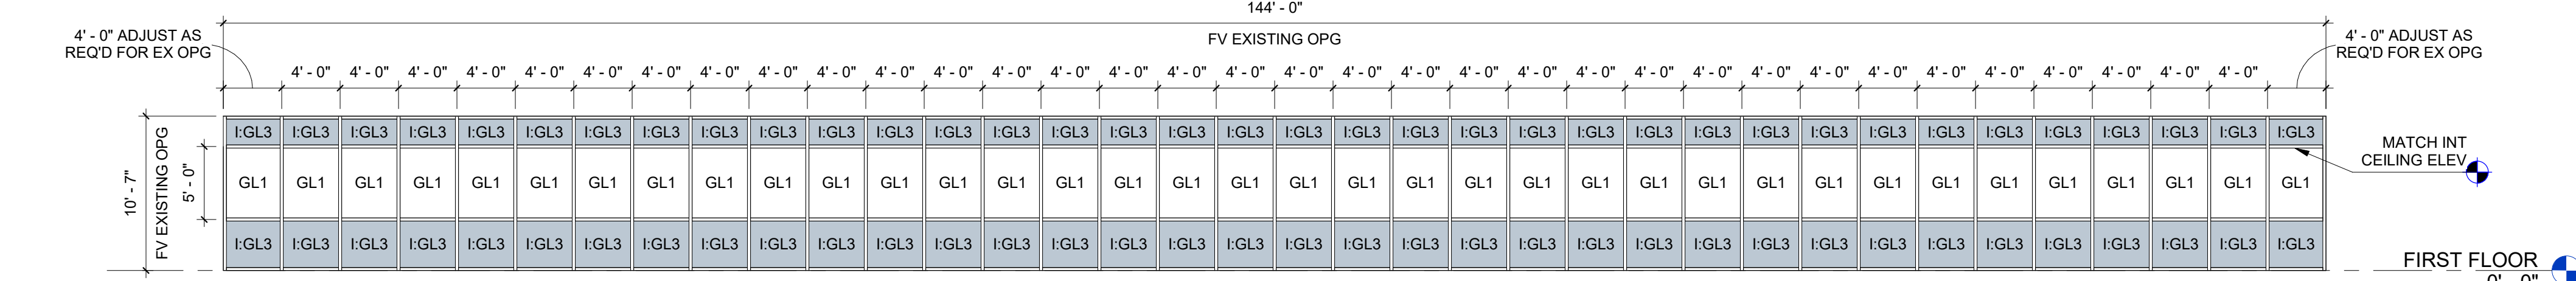 144' - 0"
4' - 0" ADJUST AS
REQ'D FOR EX OPG
FV EXISTING OPG
4' - 0" ADJUST AS
REQ'D FOR EX OPG
4' - 0" 4' - 0" 4' - 0" 4' - 0" 4' - 0" 4' - 0" 4' - 0" 4' - 0" 4' - 0" 4' - 0" 4' - 0" 4' - 0" 4' - 0" 4' - 0" 4' - 0" 4' - 0" 4' - 0" 4' - 0" 4' - 0" 4' - 0" 4' - 0" 4' - 0" 4' - 0" 4' - 0" 4' - 0" 4' - 0" 4' - 0" 4' - 0" 4' - 0" 4' - 0" 4' - 0" 4' - 0" 4' - 0" 4' - 0"
10' - 7"
FV EXISTING OPG
5' - 0"
I:GL3 I:GL3 I:GL3 I:GL3 I:GL3 I:GL3 I:GL3 I:GL3 I:GL3 I:GL3 I:GL3 I:GL3 I:GL3 I:GL3 I:GL3 I:GL3 I:GL3 I:GL3 I:GL3 I:GL3 I:GL3 I:GL3 I:GL3 I:GL3 I:GL3 I:GL3 I:GL3 I:GL3 I:GL3 I:GL3 I:GL3 I:GL3 I:GL3 I:GL3 I:GL3 I:GL3
GL1 GL1 GL1 GL1 GL1 GL1 GL1 GL1 GL1 GL1 GL1 GL1 GL1 GL1 GL1 GL1 GL1 GL1 GL1 GL1 GL1 GL1 GL1 GL1 GL1 GL1 GL1 GL1 GL1 GL1 GL1 GL1 GL1 GL1 GL1 GL1
I:GL3 I:GL3 I:GL3 I:GL3 I:GL3 I:GL3 I:GL3 I:GL3 I:GL3 I:GL3 I:GL3 I:GL3 I:GL3 I:GL3 I:GL3 I:GL3 I:GL3 I:GL3 I:GL3 I:GL3 I:GL3 I:GL3 I:GL3 I:GL3 I:GL3 I:GL3 I:GL3 I:GL3 I:GL3 I:GL3 I:GL3 I:GL3 I:GL3 I:GL3 I:GL3 I:GL3
MATCH INT
CEILING ELEV
FIRST FLOOR
0' - 0"